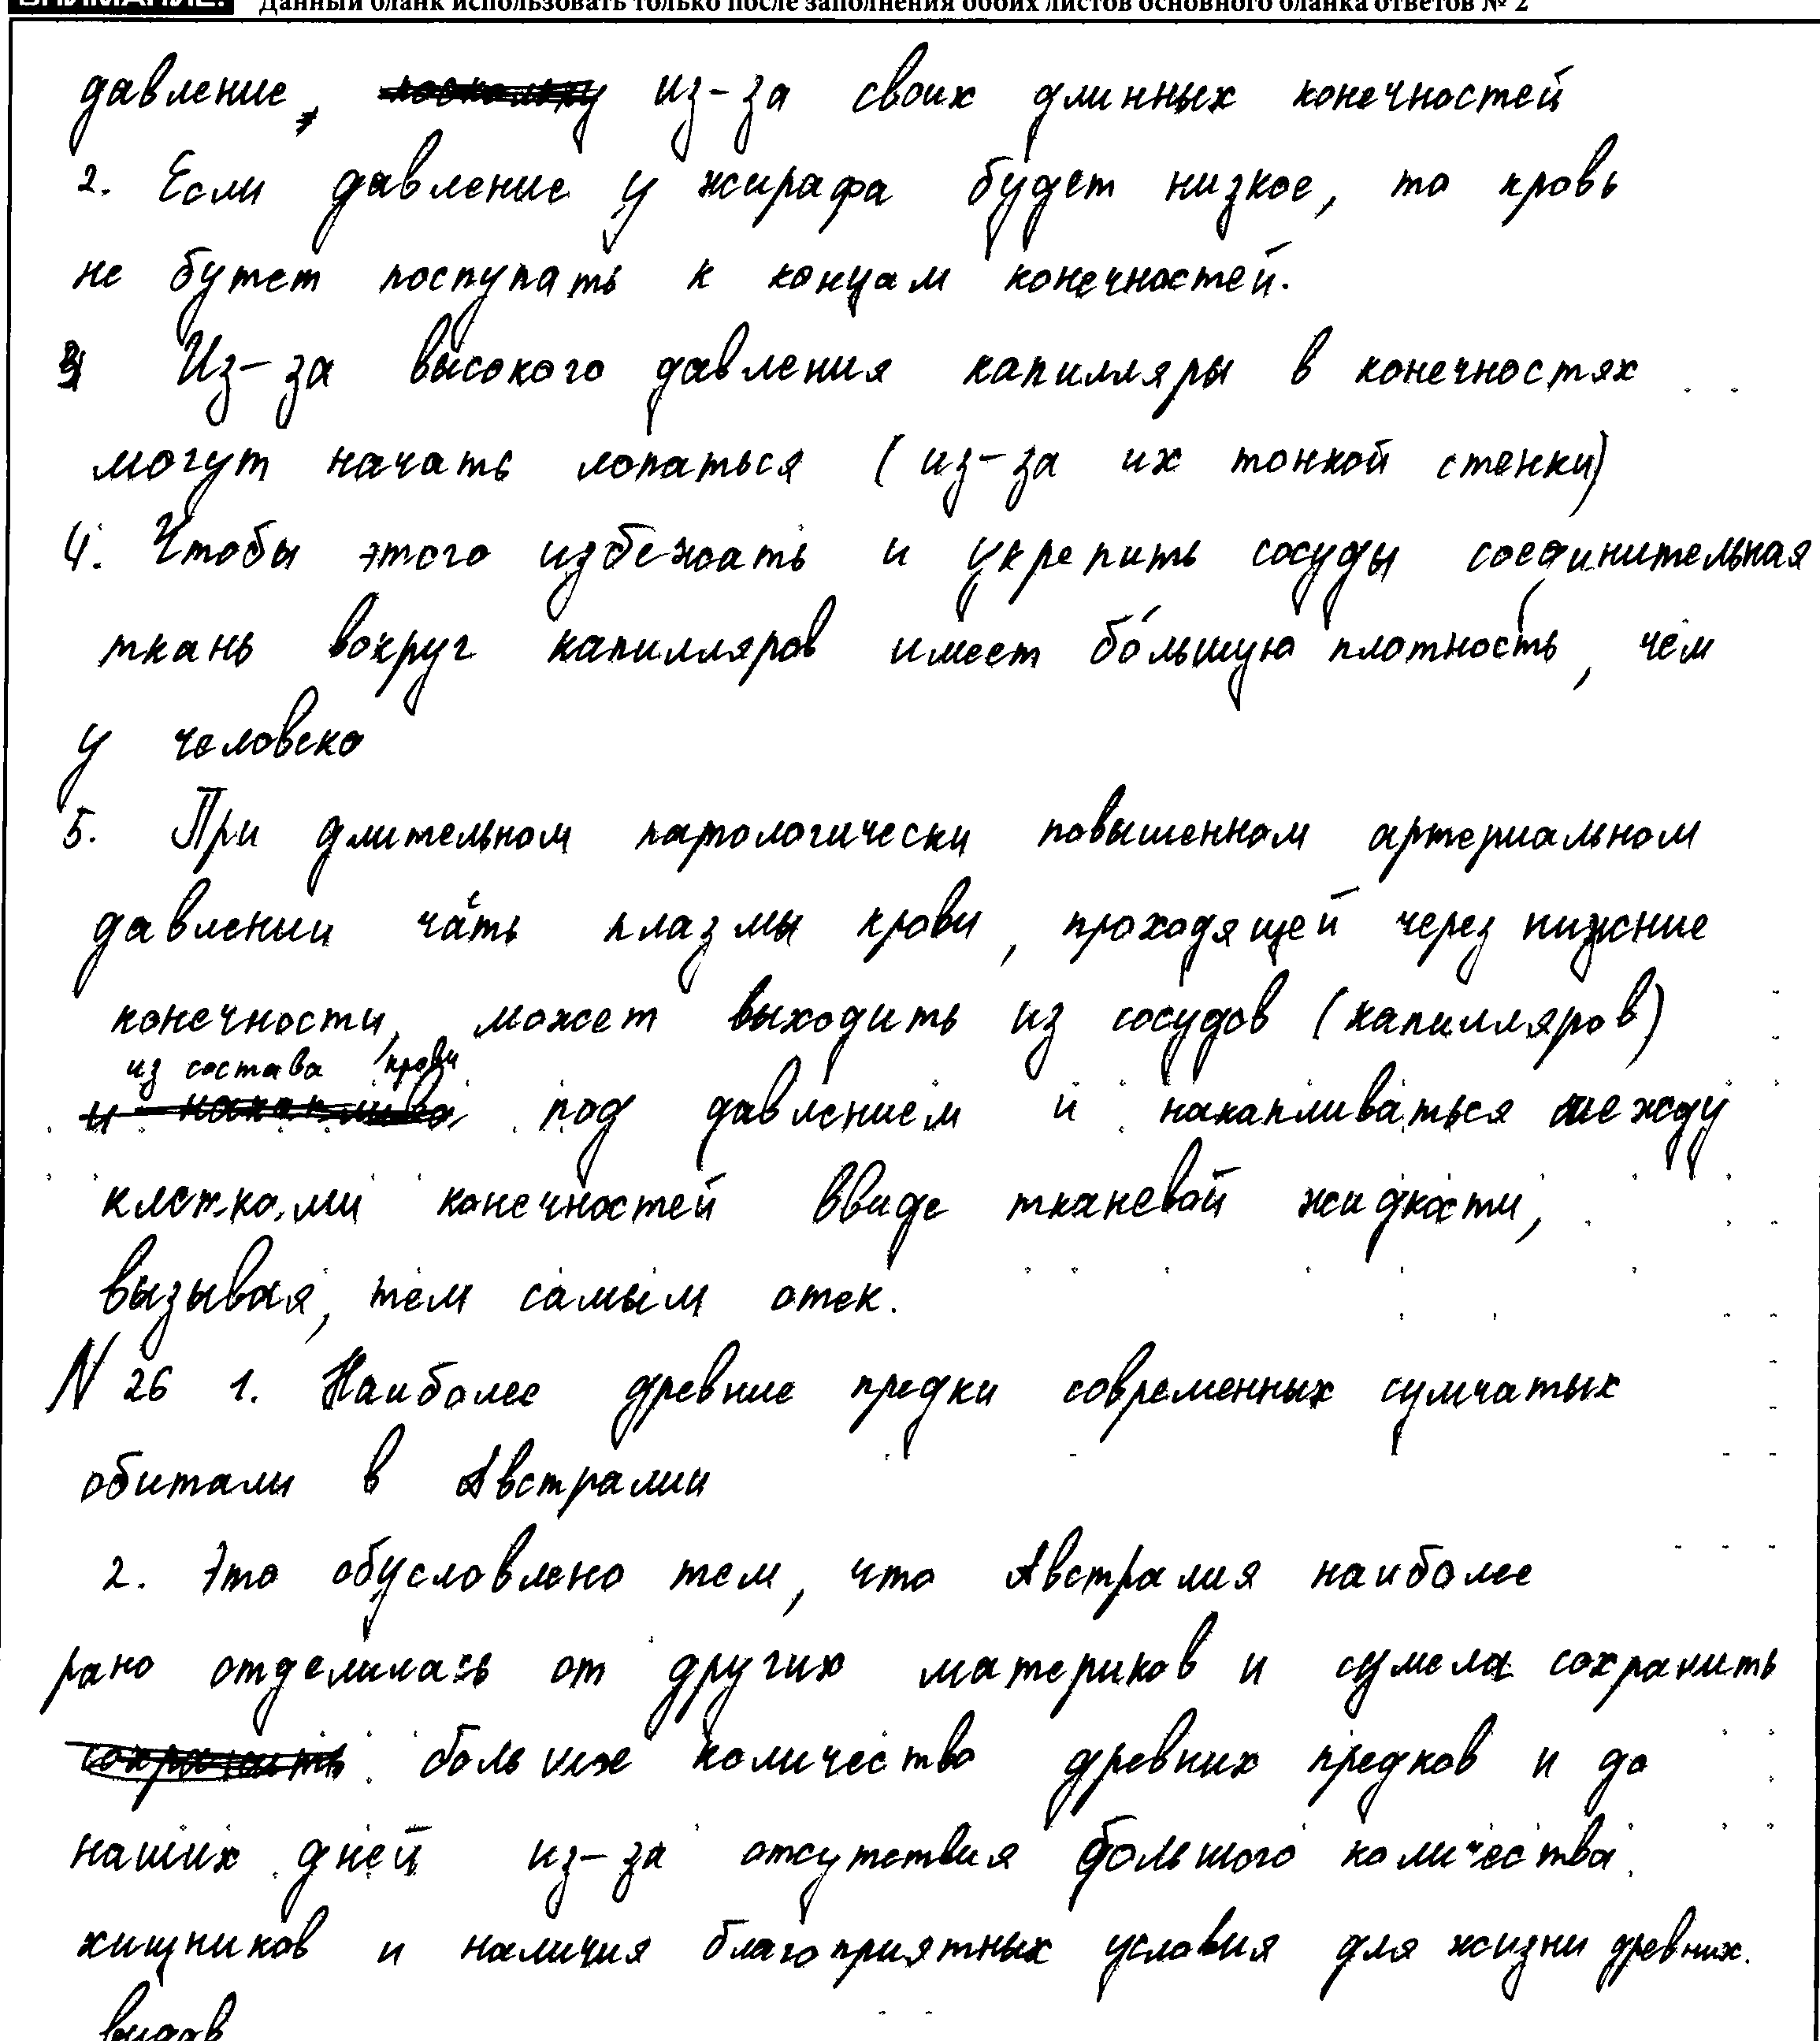 ВНИМАНИЕ! Данный бланк использовать только после заполнения обоих листов основного бланка ответов № 2
давление, из-за своих длинных конечностей
2. Если давление у жирафа будет низкое, то кровь
не бутет поступать к концам конечностей.
3 Из-за высокого давления капилляры в конечностях
могут начать лопаться (из-за их тонкой стенки)
4. Чтобы этого избежать и укрепить сосуды соединительная
ткань вокруг капилляров имеет бо́льшую плотность, чем
у человека
5. При длительном патологически повышенном артериальном
давлении чать плазмы крови, проходящей через нижние
конечности, может выходить из сосудов (капилляров)
из состава крови
под давлением и накапливаться между
клетками конечностей ввиде тканевой жидкости,
вызывая, тем самым отек.
N 26 1. Наиболее древние предки современных сумчатых
обитали в Австралии
2. Это обусловлено тем, что Австралия наиболее
рано отделилась от других материков и сумела сохранить
больше количество древних предков и до
наших дней из-за отсутствия большого количества
хищников и наличия благоприятных условия для жизни древних
видов